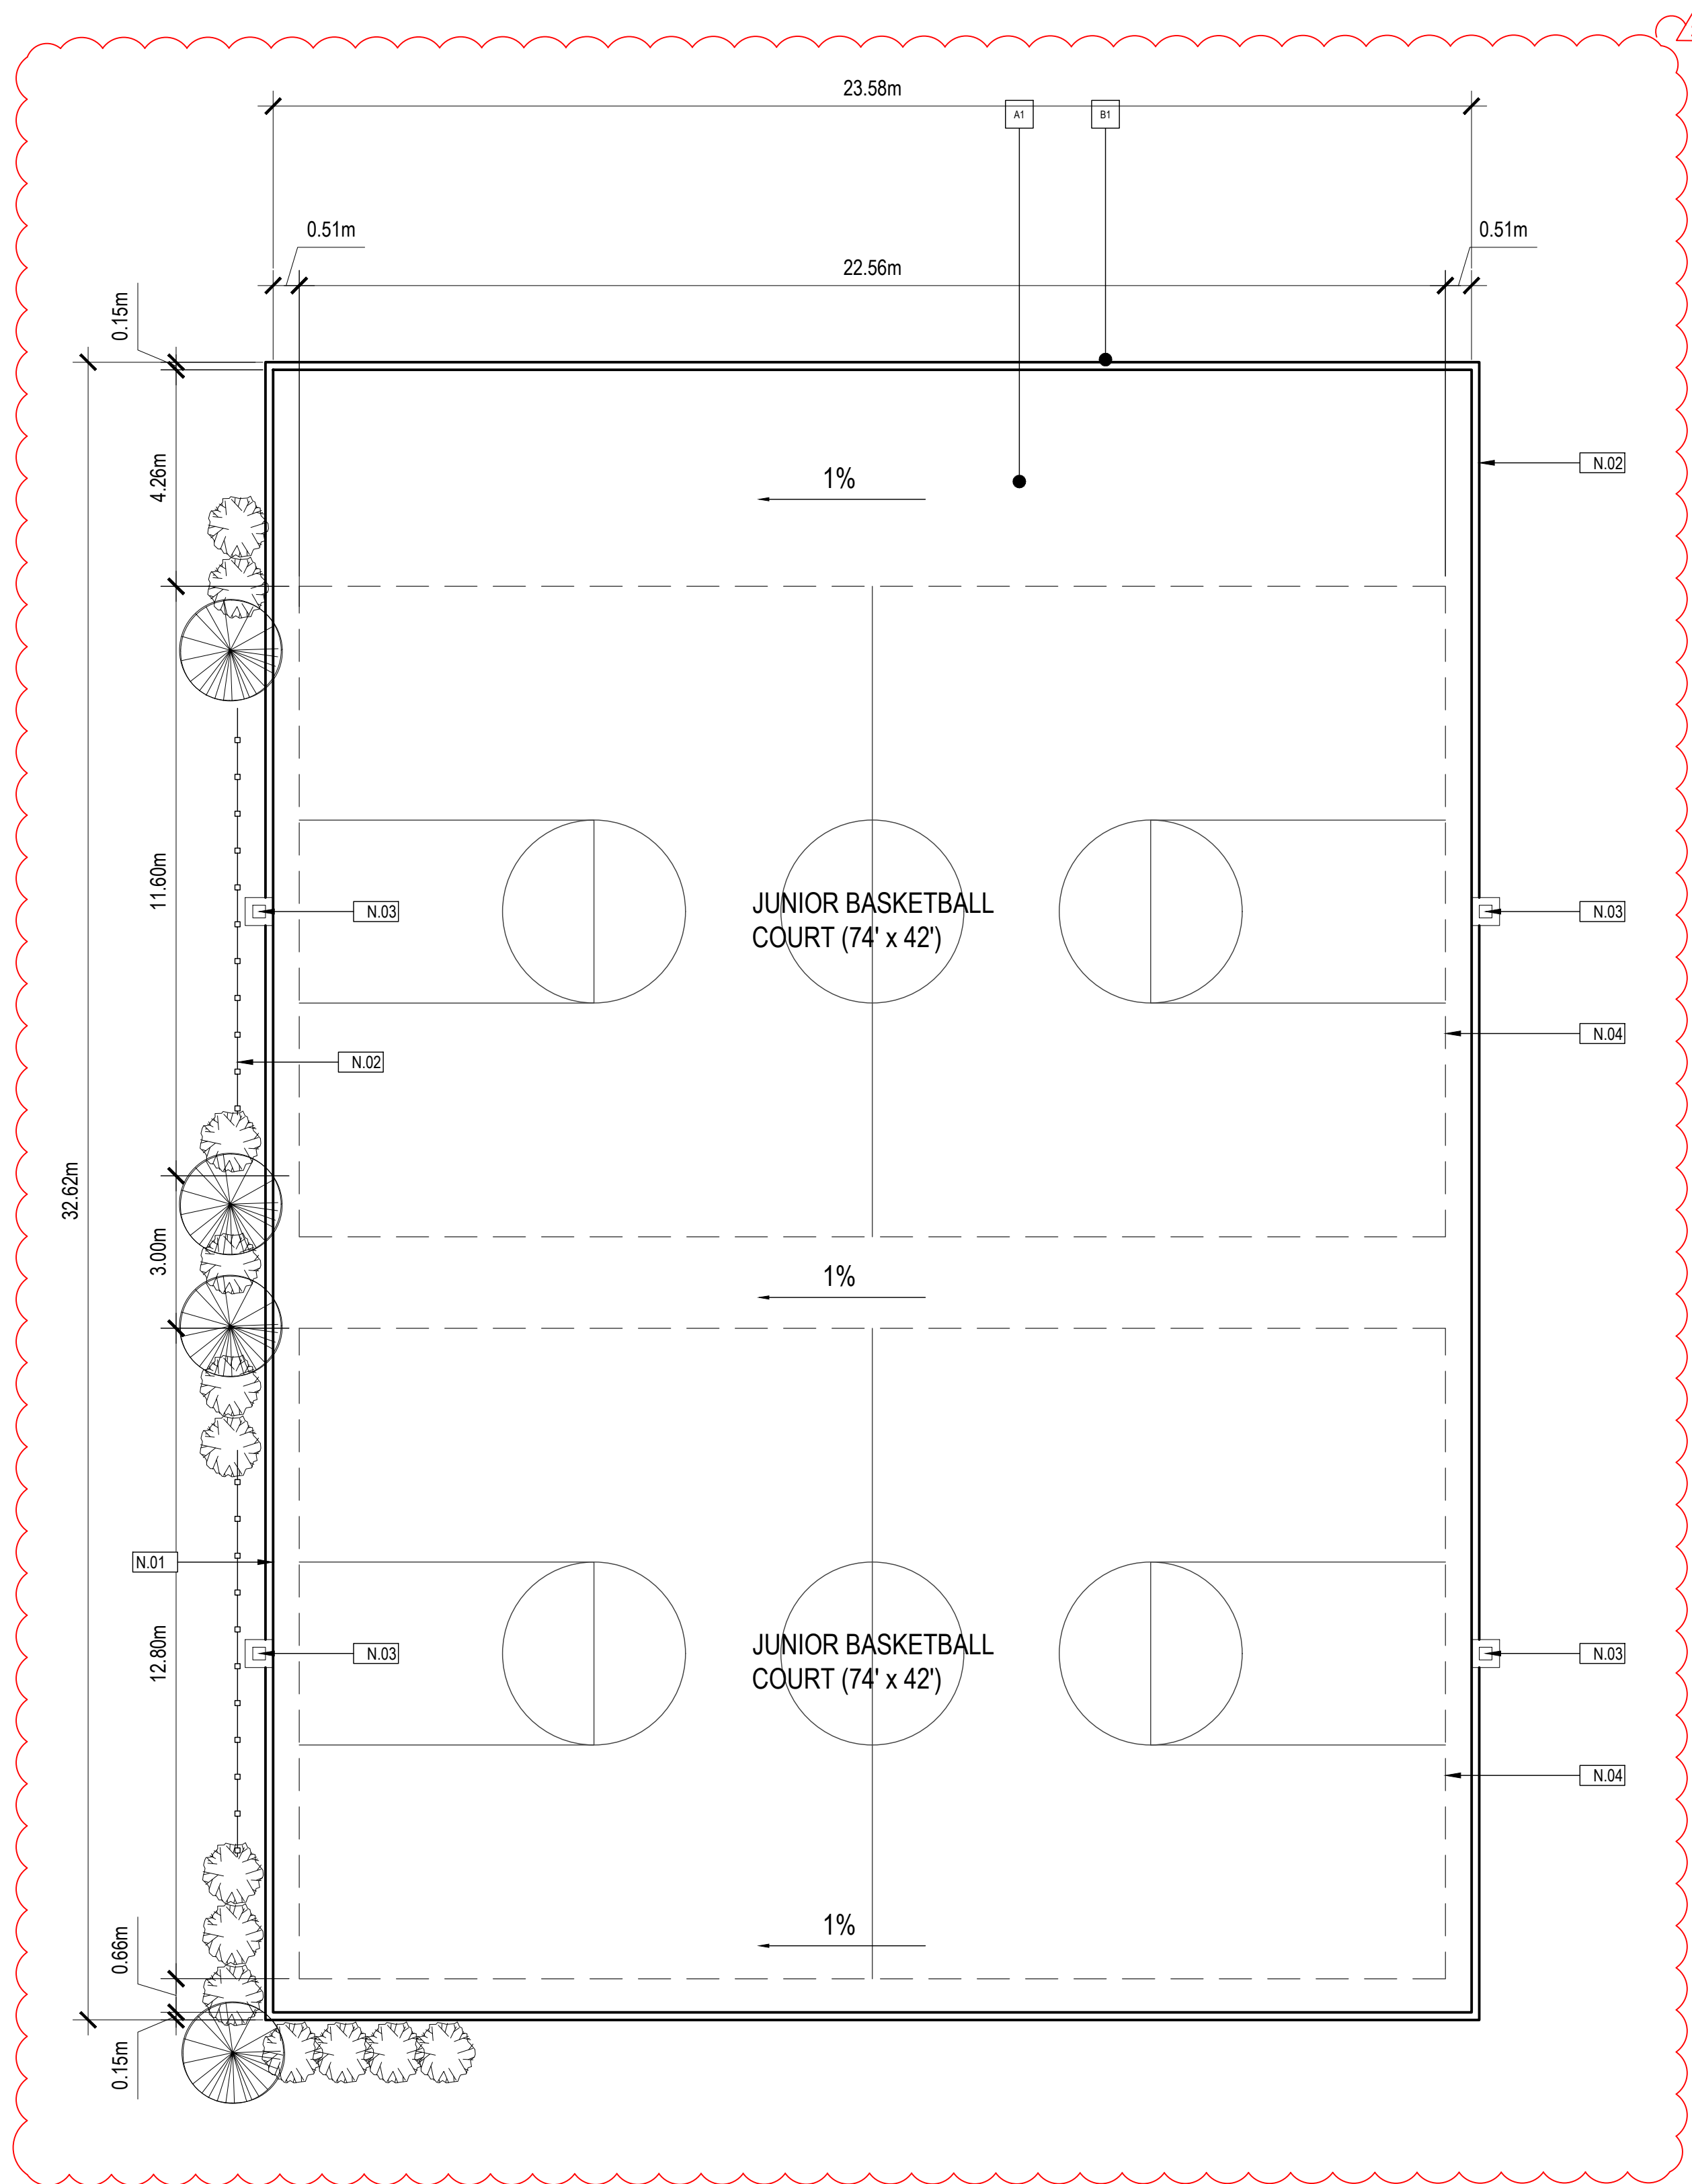 23.58m
A1
B1
0.51m
0.51m
22.56m
0.15m
4.26m
1%
N.02
11.60m
JUNIOR BASKETBALL
COURT (74' x 42')
N.03
N.03
N.04
N.02
32.62m
3.00m
1%
N.01
12.80m
JUNIOR BASKETBALL
COURT (74' x 42')
N.03
N.03
N.04
0.66m
1%
0.15m